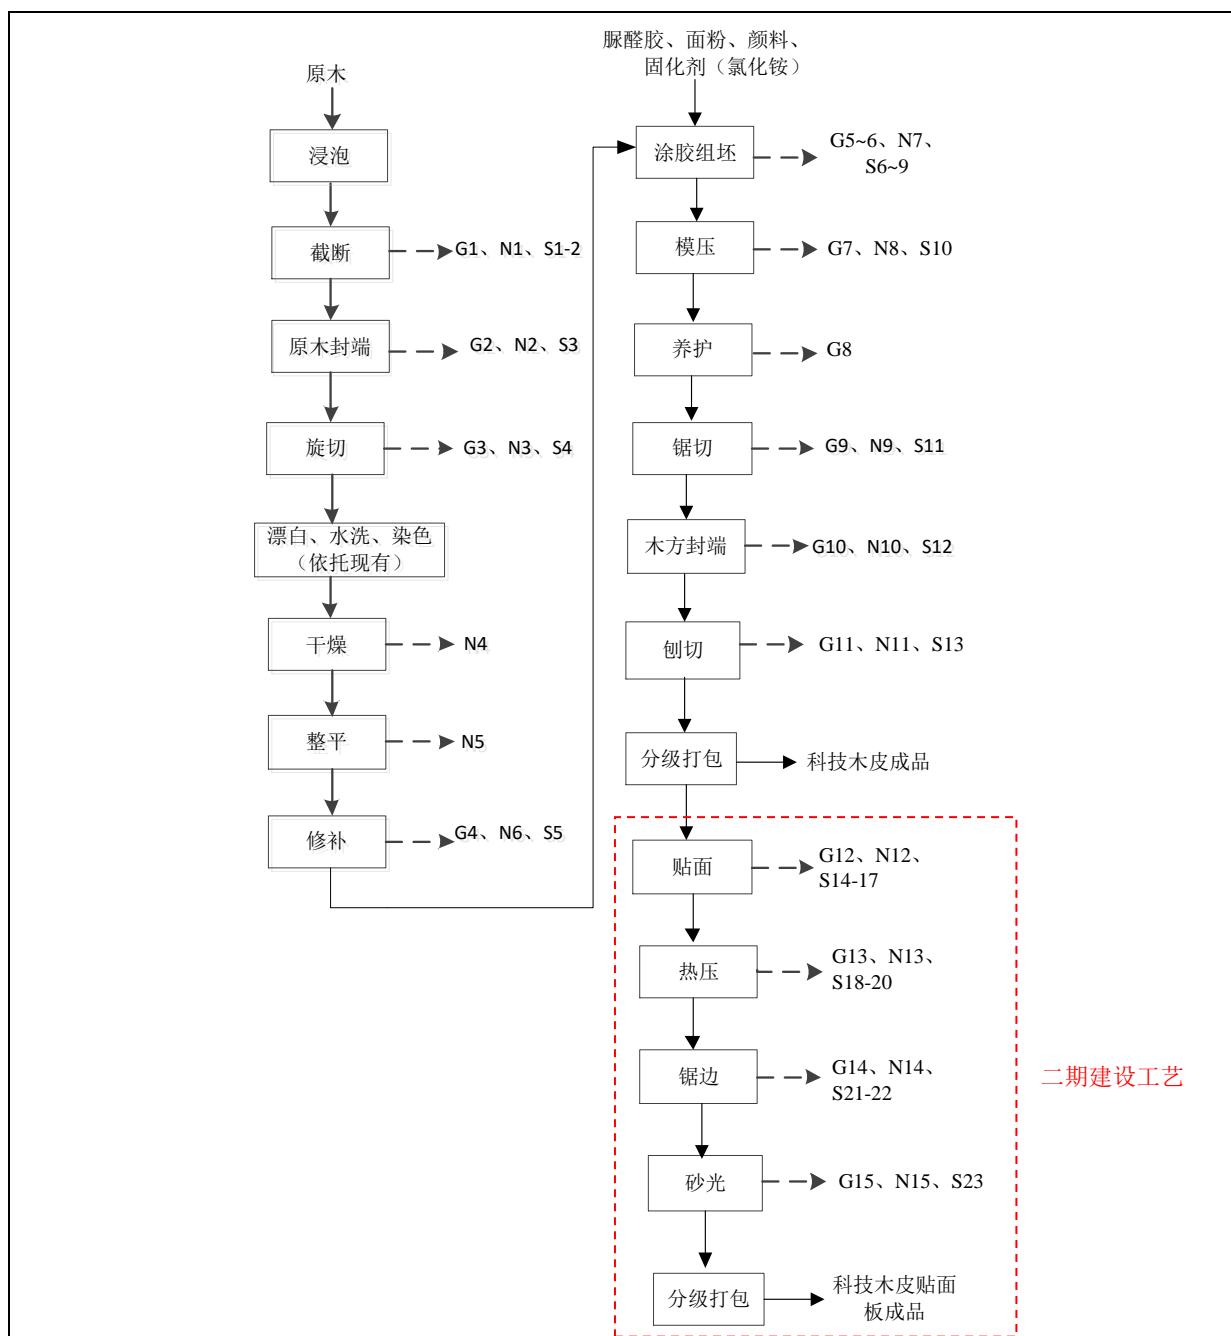 原木
浸泡
截断
G1、N1、S1-2
原木封端
G2、N2、S3
旋切
G3、N3、S4
漂白、水洗、染色
（依托现有）
干燥
N4
整平
N5
修补
G4、N6、S5
脲醛胶、面粉、颜料、
固化剂（氯化铵）
涂胶组坯
G5~6、N7、
S6~9
模压
G7、N8、S10
养护
G8
锯切
G9、N9、S11
木方封端
G10、N10、S12
刨切
G11、N11、S13
分级打包
科技木皮成品
贴面
G12、N12、
S14-17
热压
G13、N13、
S18-20
锯边
G14、N14、
S21-22
二期建设工艺
砂光
G15、N15、S23
分级打包
科技木皮贴面
板成品